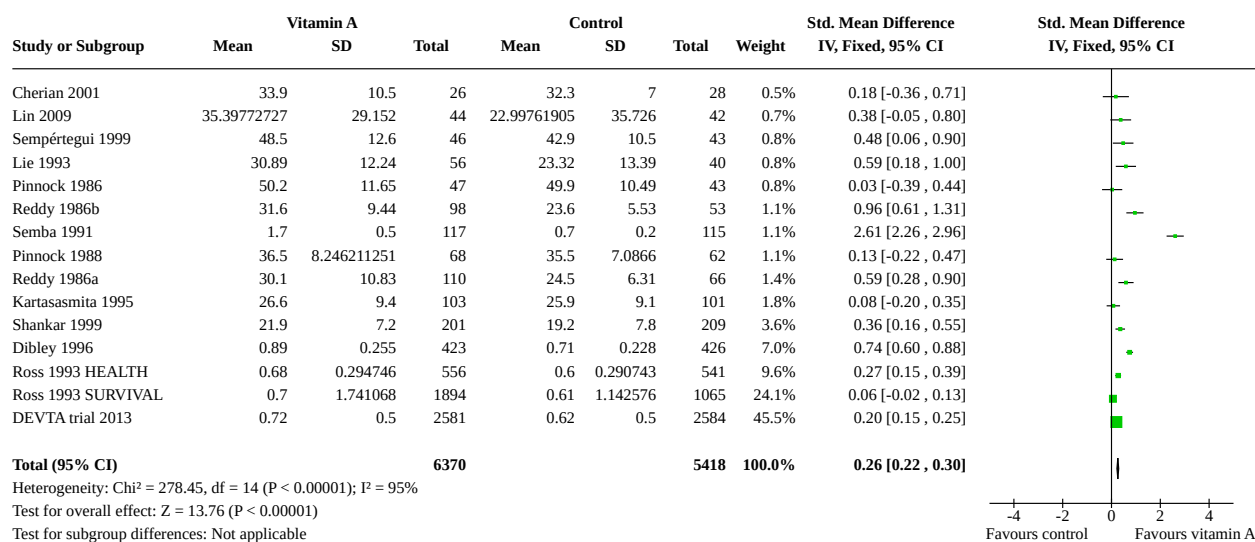 Vitamin A Control Std. Mean Difference Std. Mean Difference
Study or Subgroup Mean SD Total Mean SD Total Weight IV, Fixed, 95% CI IV, Fixed, 95% CI
Cherian 2001 33.9 10.5 26 32.3 7 28 0.5% 0.18 [-0.36 , 0.71]
Lin 2009 35.39772727 29.152 44 22.99761905 35.726 42 0.7% 0.38 [-0.05 , 0.80]
Sempértegui 1999 48.5 12.6 46 42.9 10.5 43 0.8% 0.48 [0.06 , 0.90]
Lie 1993 30.89 12.24 56 23.32 13.39 40 0.8% 0.59 [0.18 , 1.00]
Pinnock 1986 50.2 11.65 47 49.9 10.49 43 0.8% 0.03 [-0.39 , 0.44]
Reddy 1986b 31.6 9.44 98 23.6 5.53 53 1.1% 0.96 [0.61 , 1.31]
Semba 1991 1.7 0.5 117 0.7 0.2 115 1.1% 2.61 [2.26 , 2.96]
Pinnock 1988 36.5 8.246211251 68 35.5 7.0866 62 1.1% 0.13 [-0.22 , 0.47]
Reddy 1986a 30.1 10.83 110 24.5 6.31 66 1.4% 0.59 [0.28 , 0.90]
Kartasasmita 1995 26.6 9.4 103 25.9 9.1 101 1.8% 0.08 [-0.20 , 0.35]
Shankar 1999 21.9 7.2 201 19.2 7.8 209 3.6% 0.36 [0.16 , 0.55]
Dibley 1996 0.89 0.255 423 0.71 0.228 426 7.0% 0.74 [0.60 , 0.88]
Ross 1993 HEALTH 0.68 0.294746 556 0.6 0.290743 541 9.6% 0.27 [0.15 , 0.39]
Ross 1993 SURVIVAL 0.7 1.741068 1894 0.61 1.142576 1065 24.1% 0.06 [-0.02 , 0.13]
DEVTA trial 2013 0.72 0.5 2581 0.62 0.5 2584 45.5% 0.20 [0.15 , 0.25]
Total (95% CI) 6370 5418 100.0% 0.26 [0.22 , 0.30]
Heterogeneity: Chi² = 278.45, df = 14 (P < 0.00001); I² = 95%
Test for overall effect: Z = 13.76 (P < 0.00001)
-4 -2 0 2 4
Test for subgroup differences: Not applicable Favours control Favours vitamin A